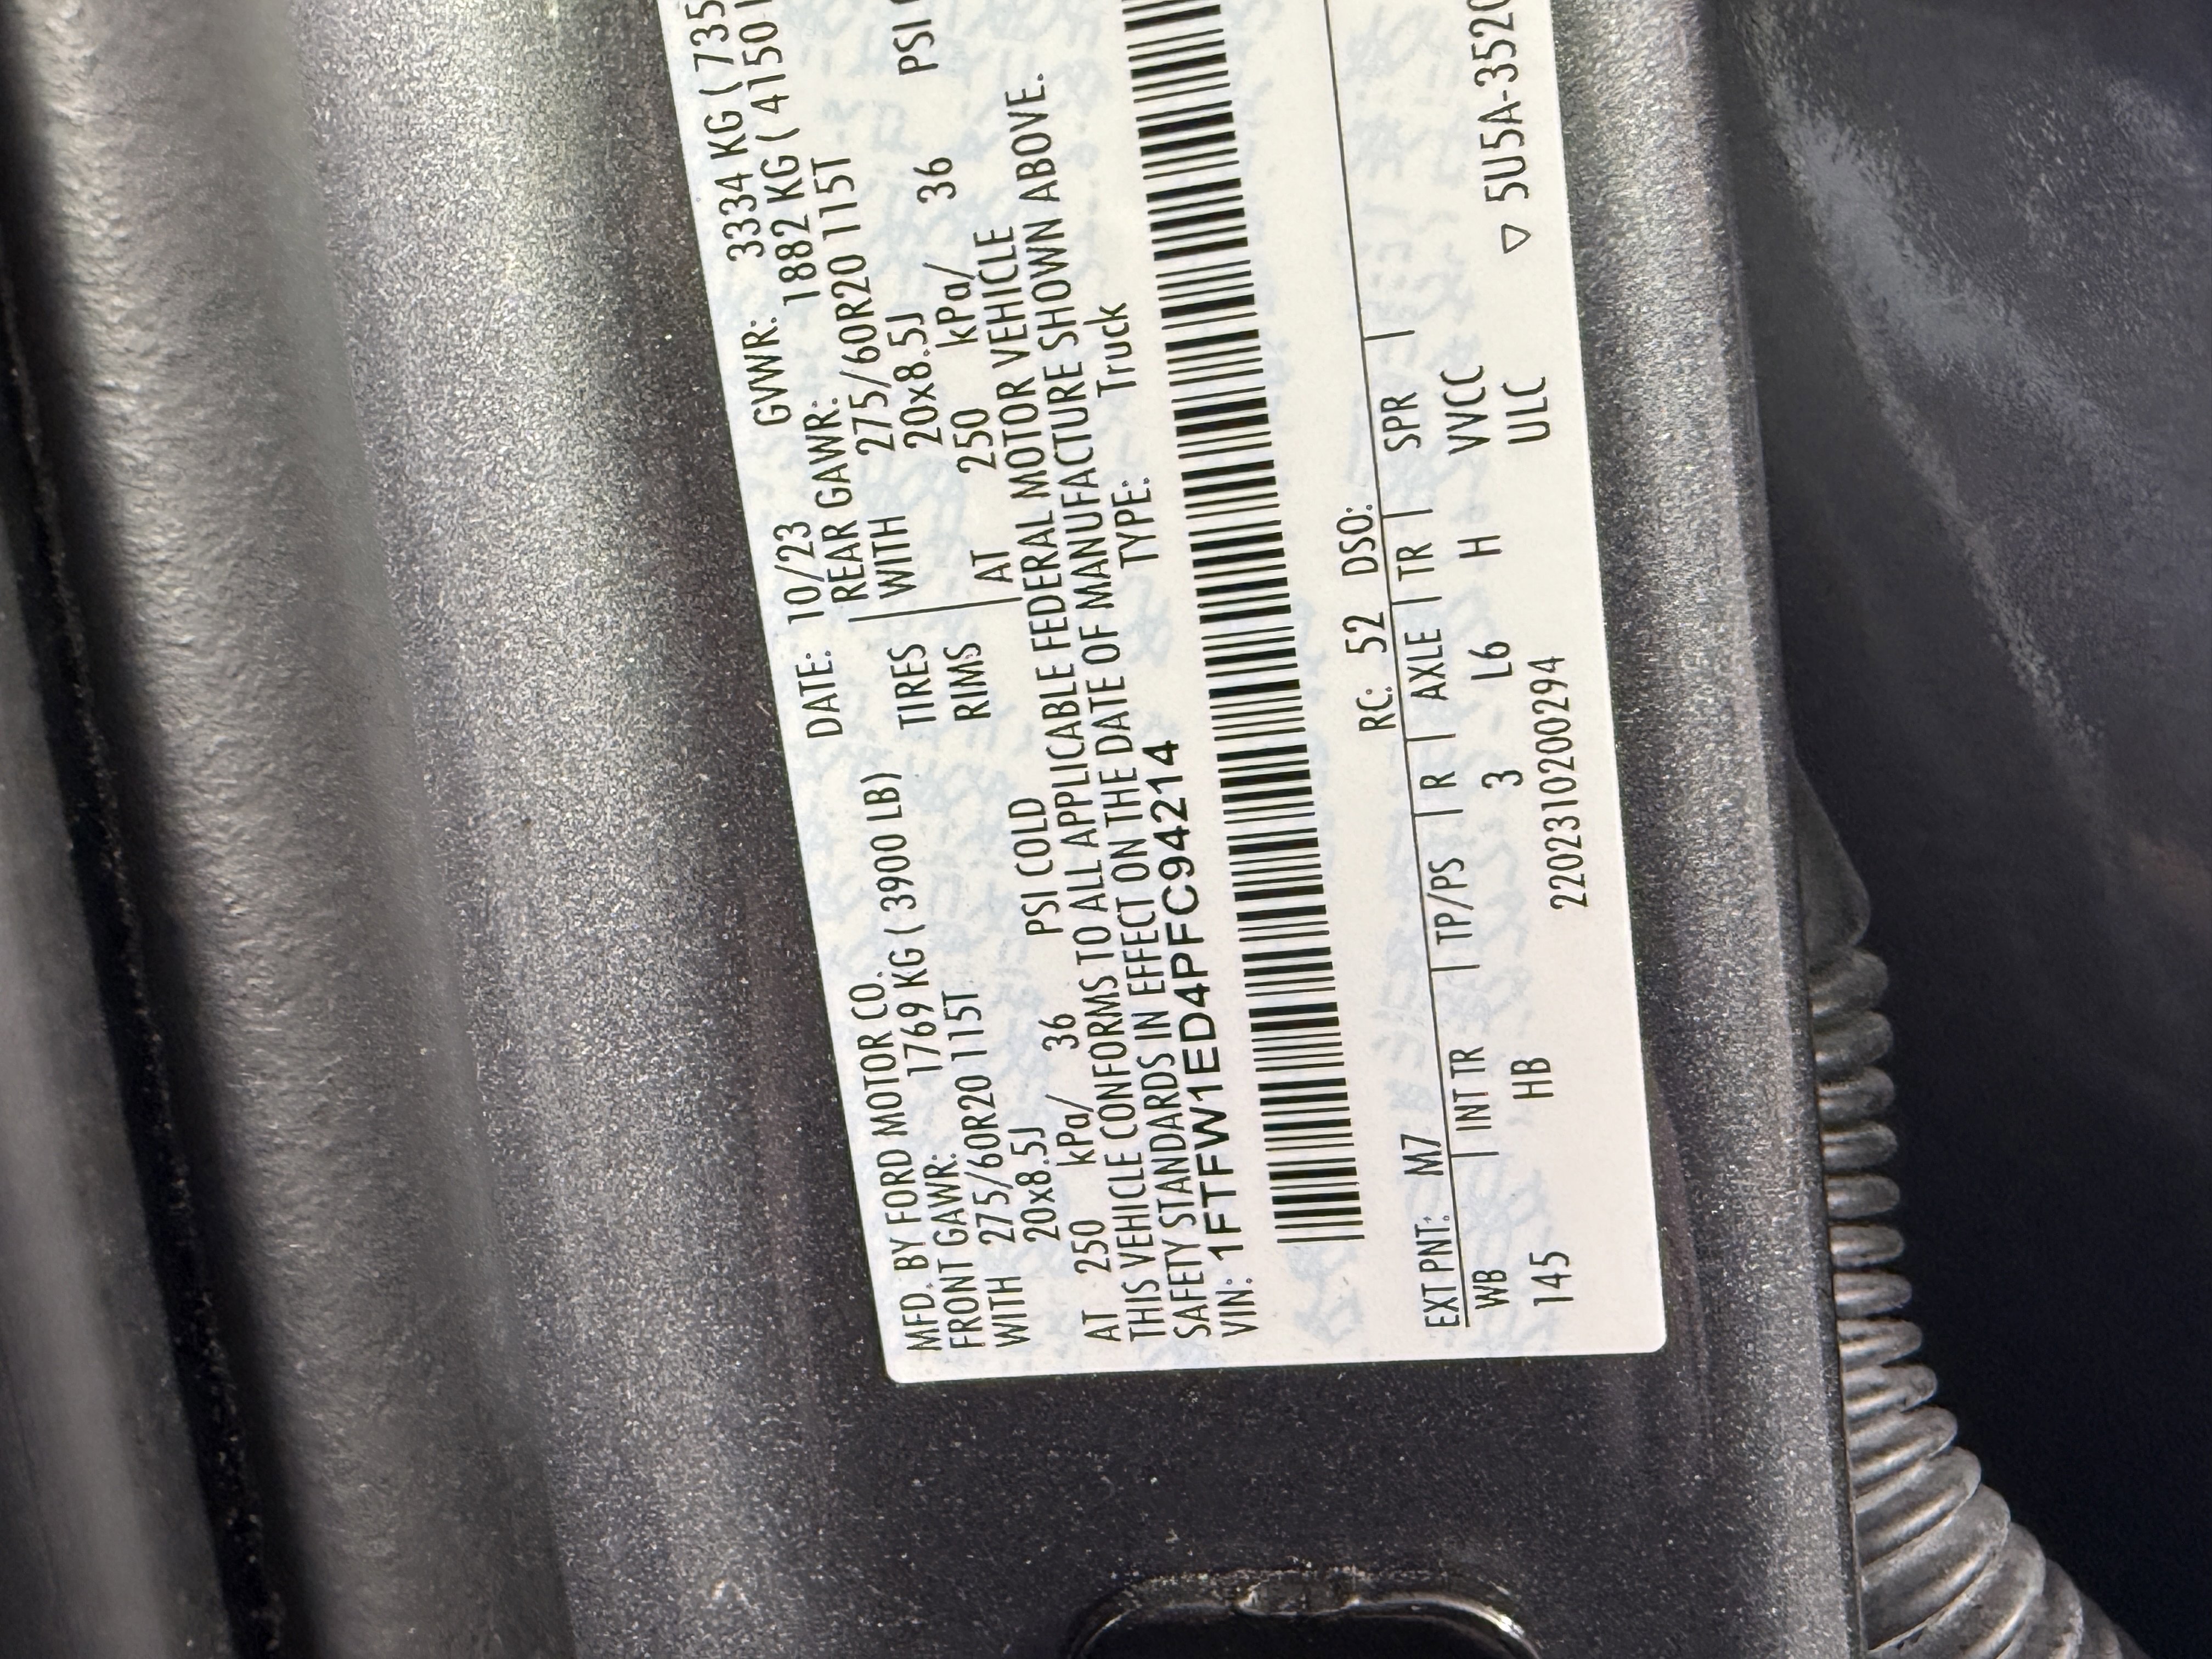 MFD. BY FORD MOTOR CO. DATE: 10/23 GVWR: 3334 KG ( 735
FRONT GAWR: 1769 KG ( 3900 LB) REAR GAWR: 1882 KG ( 4150 
WITH 275/60R20 115T TIRES WITH 275/60R20 115T
20x8.5J RIMS 20x8.5J
AT 250 kPa/ 36 PSI COLD AT 250 kPa/ 36 PSI
THIS VEHICLE CONFORMS TO ALL APPLICABLE FEDERAL MOTOR VEHICLE
SAFETY STANDARDS IN EFFECT ON THE DATE OF MANUFACTURE SHOWN ABOVE.
VIN: 1FTFW1ED4PFC94214 TYPE: Truck
EXT PNT: M7 RC: 52 DSO:
WB INT TR TP/PS R AXLE TR SPR
145 HB 3 L6 H VVCC
2202310200294 ULC ▽ 5U5A-3520